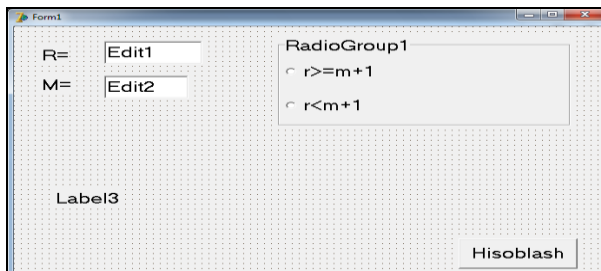 Form1
R= Edit1
M= Edit2
RadioGroup1
r>=m+1
r<m+1
Label3
Hisoblash